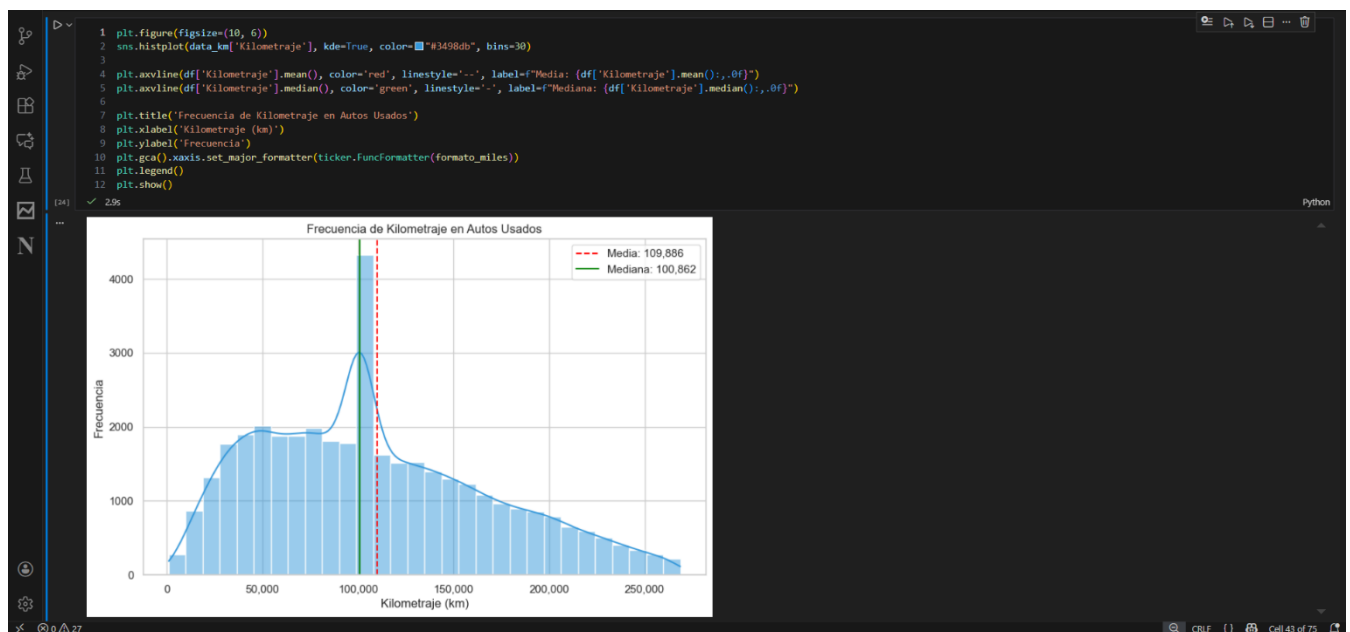 1 plt.figure(figsize=(10, 6))
2 sns.histplot(data_km['Kilometraje'], kde=True, color="#3498db", bins=30)
3
4 plt.axvline(df['Kilometraje'].mean(), color='red', linestyle='--', label=f"Media: {df['Kilometraje'].mean():,.0f}")
5 plt.axvline(df['Kilometraje'].median(), color='green', linestyle='-', label=f"Mediana: {df['Kilometraje'].median():,.0f}")
6
7 plt.title('Frecuencia de Kilometraje en Autos Usados')
8 plt.xlabel('Kilometraje (km)')
9 plt.ylabel('Frecuencia')
10 plt.gca().xaxis.set_major_formatter(ticker.FuncFormatter(formato_miles))
11 plt.legend()
12 plt.show()
[24] 2.9s Python
Frecuencia de Kilometraje en Autos Usados
Media: 109,886
Mediana: 100,862
4000
3000
2000
1000
0
Frecuencia
0 50,000 100,000 150,000 200,000 250,000
Kilometraje (km)
0 27 CRLF {} Cell 43 of 75